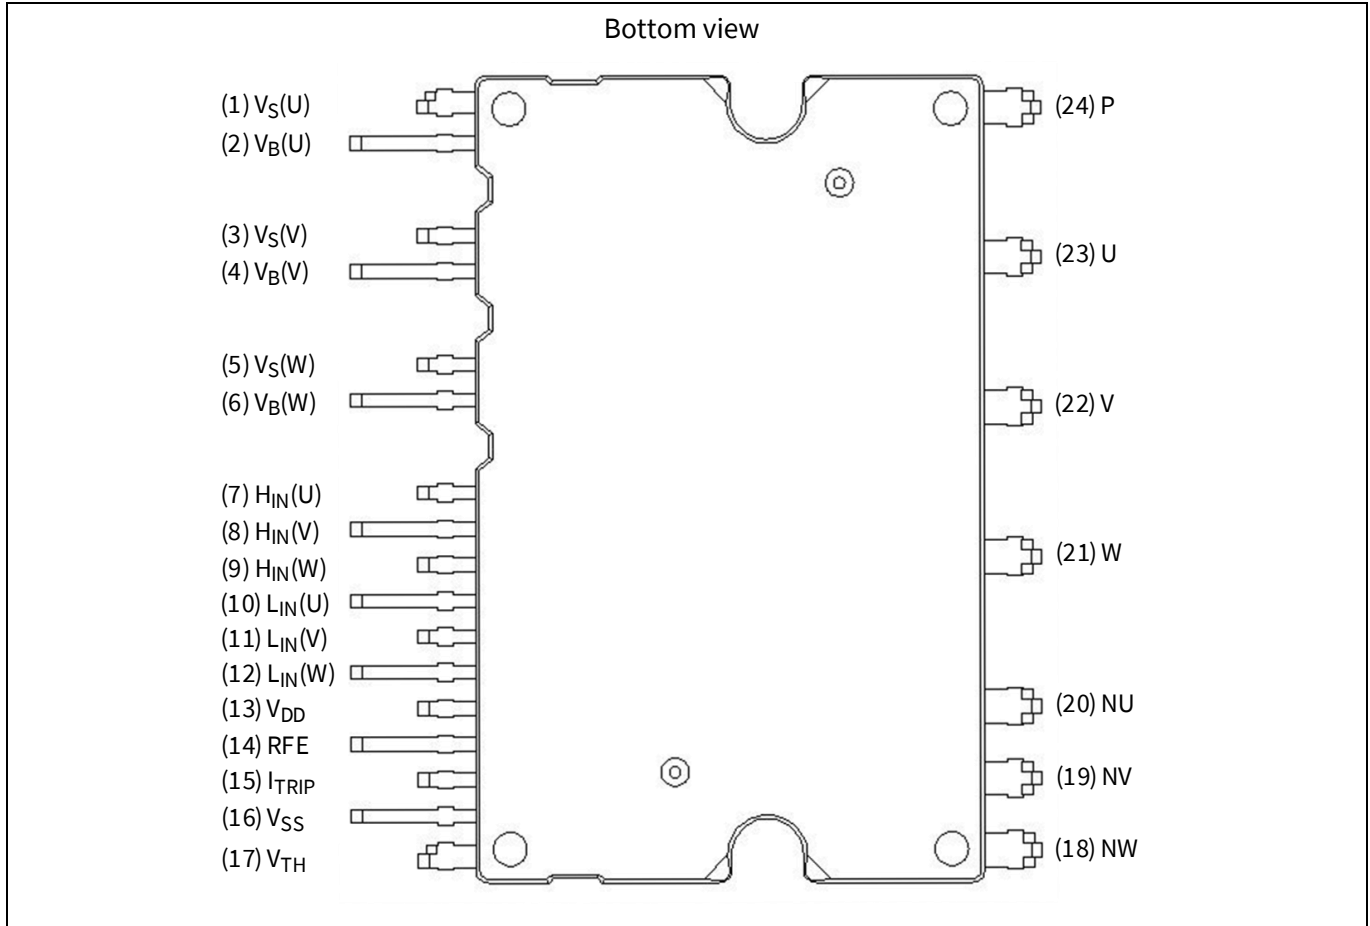 Bottom view
(1) VS(U)
(2) VB(U)
(3) VS(V)
(4) VB(V)
(5) VS(W)
(6) VB(W)
(7) HIN(U)
(8) HIN(V)
(9) HIN(W)
(10) LIN(U)
(11) LIN(V)
(12) LIN(W)
(13) VDD
(14) RFE
(15) ITRIP
(16) VSS
(17) VTH
(24) P
(23) U
(22) V
(21) W
(20) NU
(19) NV
(18) NW